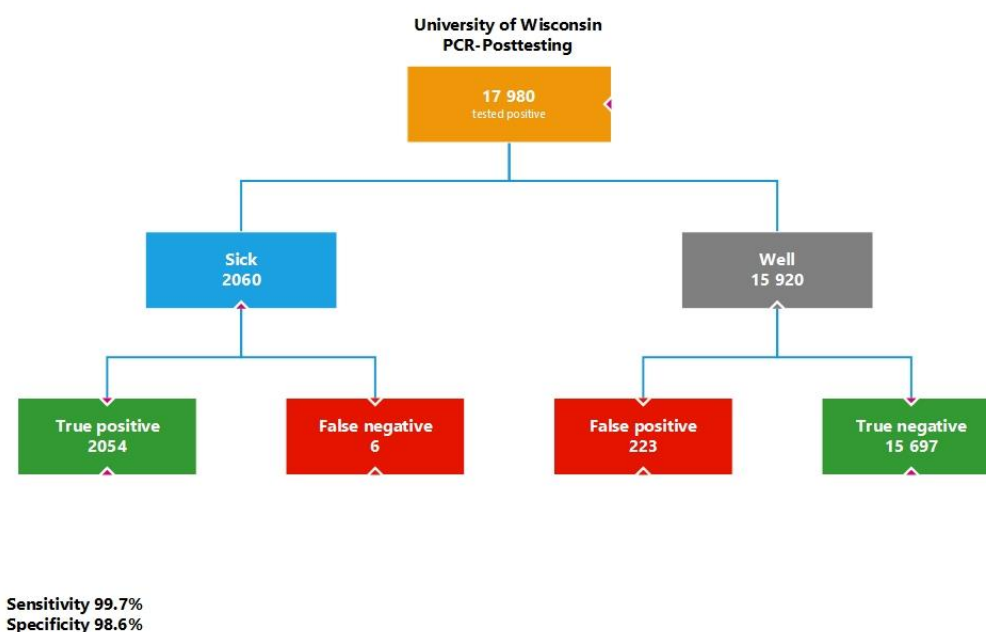 University of Wisconsin
PCR-Posttesting
17 980
tested positive
Sick
2060
Well
15 920
True positive
2054
False negative
6
False positive
223
True negative
15 697
Sensitivity 99.7%
Specificity 98.6%